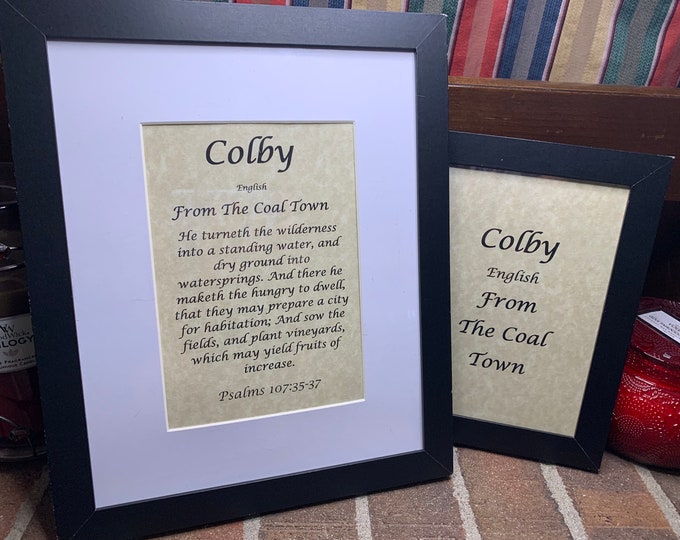 Colby
English
From The Coal Town
He turneth the wilderness
into a standing water, and
dry ground into
watersprings. And there he
maketh the hungry to dwell,
that they may prepare a city
for habitation; And sow the
fields, and plant vineyards,
which may yield fruits of
increase.
Psalms 107:35-37
Colby
English
From
The Coal
Town